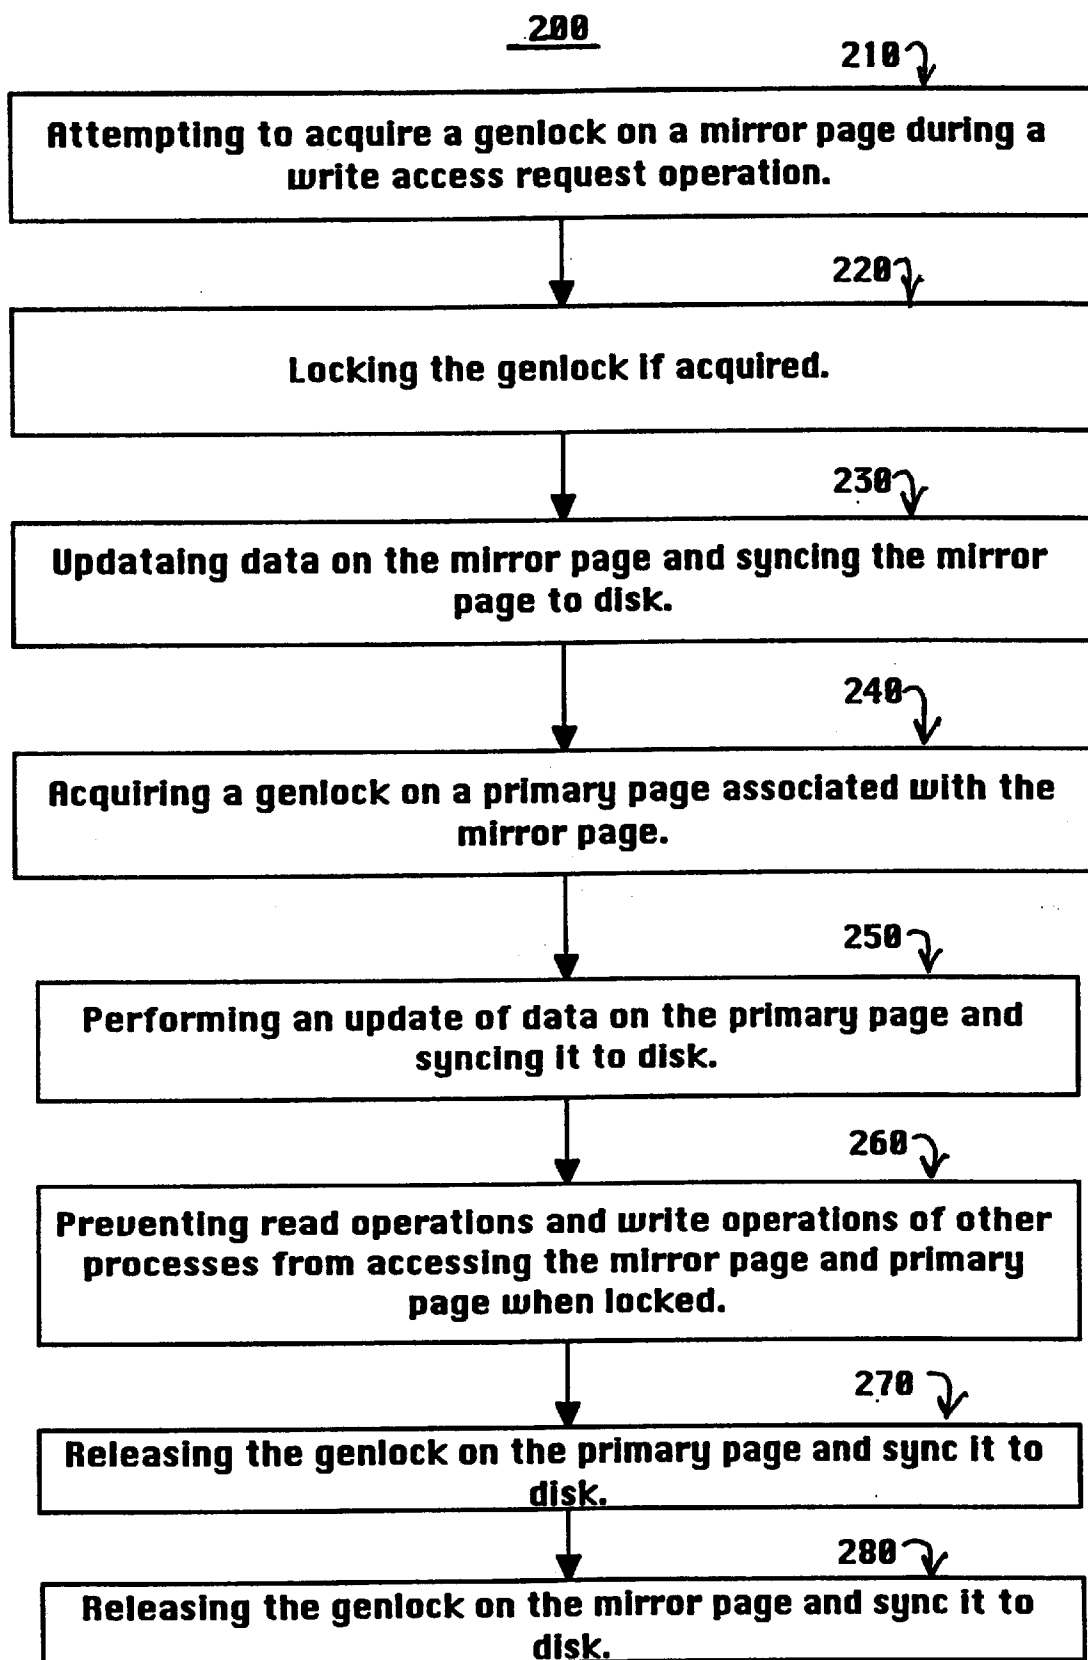 200
210
Attempting to acquire a genlock on a mirror page during a
write access request operation.
220
Locking the genlock if acquired.
230
Updataing data on the mirror page and syncing the mirror
page to disk.
240
Acquiring a genlock on a primary page associated with the
mirror page.
250
Performing an update of data on the primary page and
syncing it to disk.
260
Preventing read operations and write operations of other
processes from accessing the mirror page and primary
page when locked.
270
Releasing the genlock on the primary page and sync it to
disk.
280
Releasing the genlock on the mirror page and sync it to
disk.